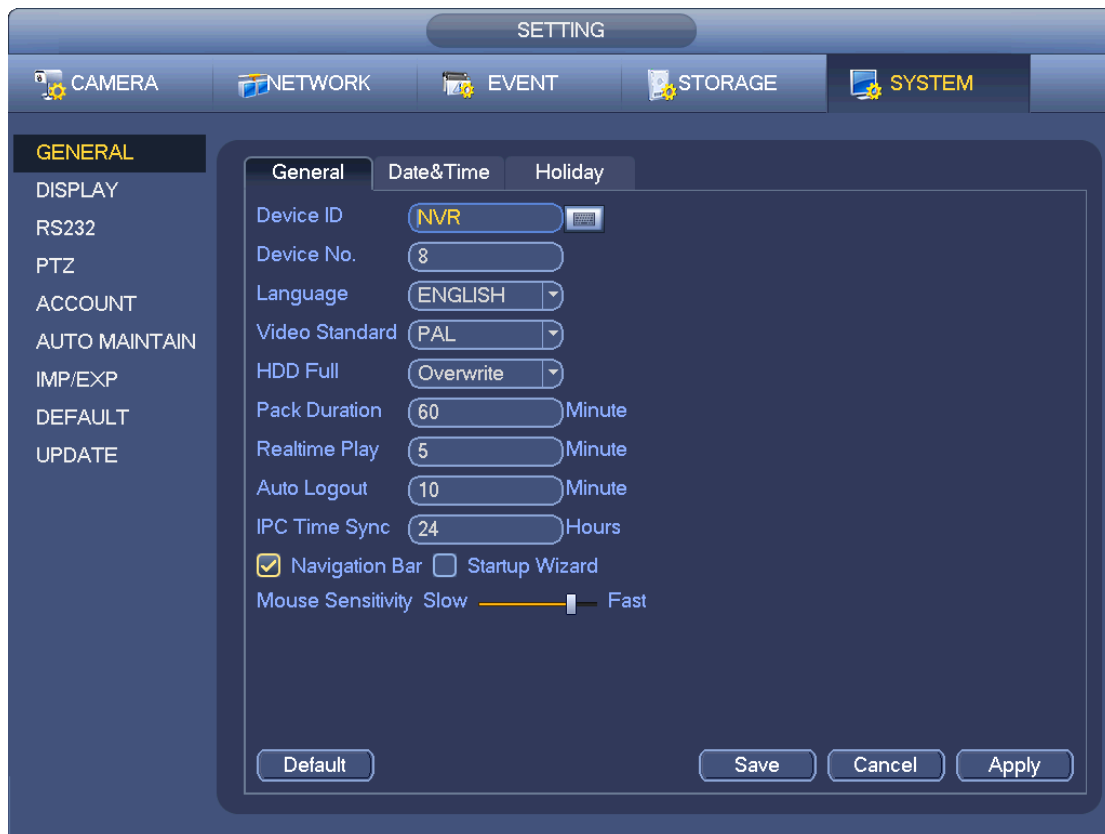 SETTING
CAMERA NETWORK EVENT STORAGE SYSTEM
GENERAL
DISPLAY
RS232
PTZ
ACCOUNT
AUTO MAINTAIN
IMP/EXP
DEFAULT
UPDATE
General Date&Time Holiday
Device ID NVR
Device No. 8
Language ENGLISH
Video Standard PAL
HDD Full Overwrite
Pack Duration 60 Minute
Realtime Play 5 Minute
Auto Logout 10 Minute
IPC Time Sync 24 Hours
Navigation Bar Startup Wizard
Mouse Sensitivity Slow Fast
Default Save Cancel Apply